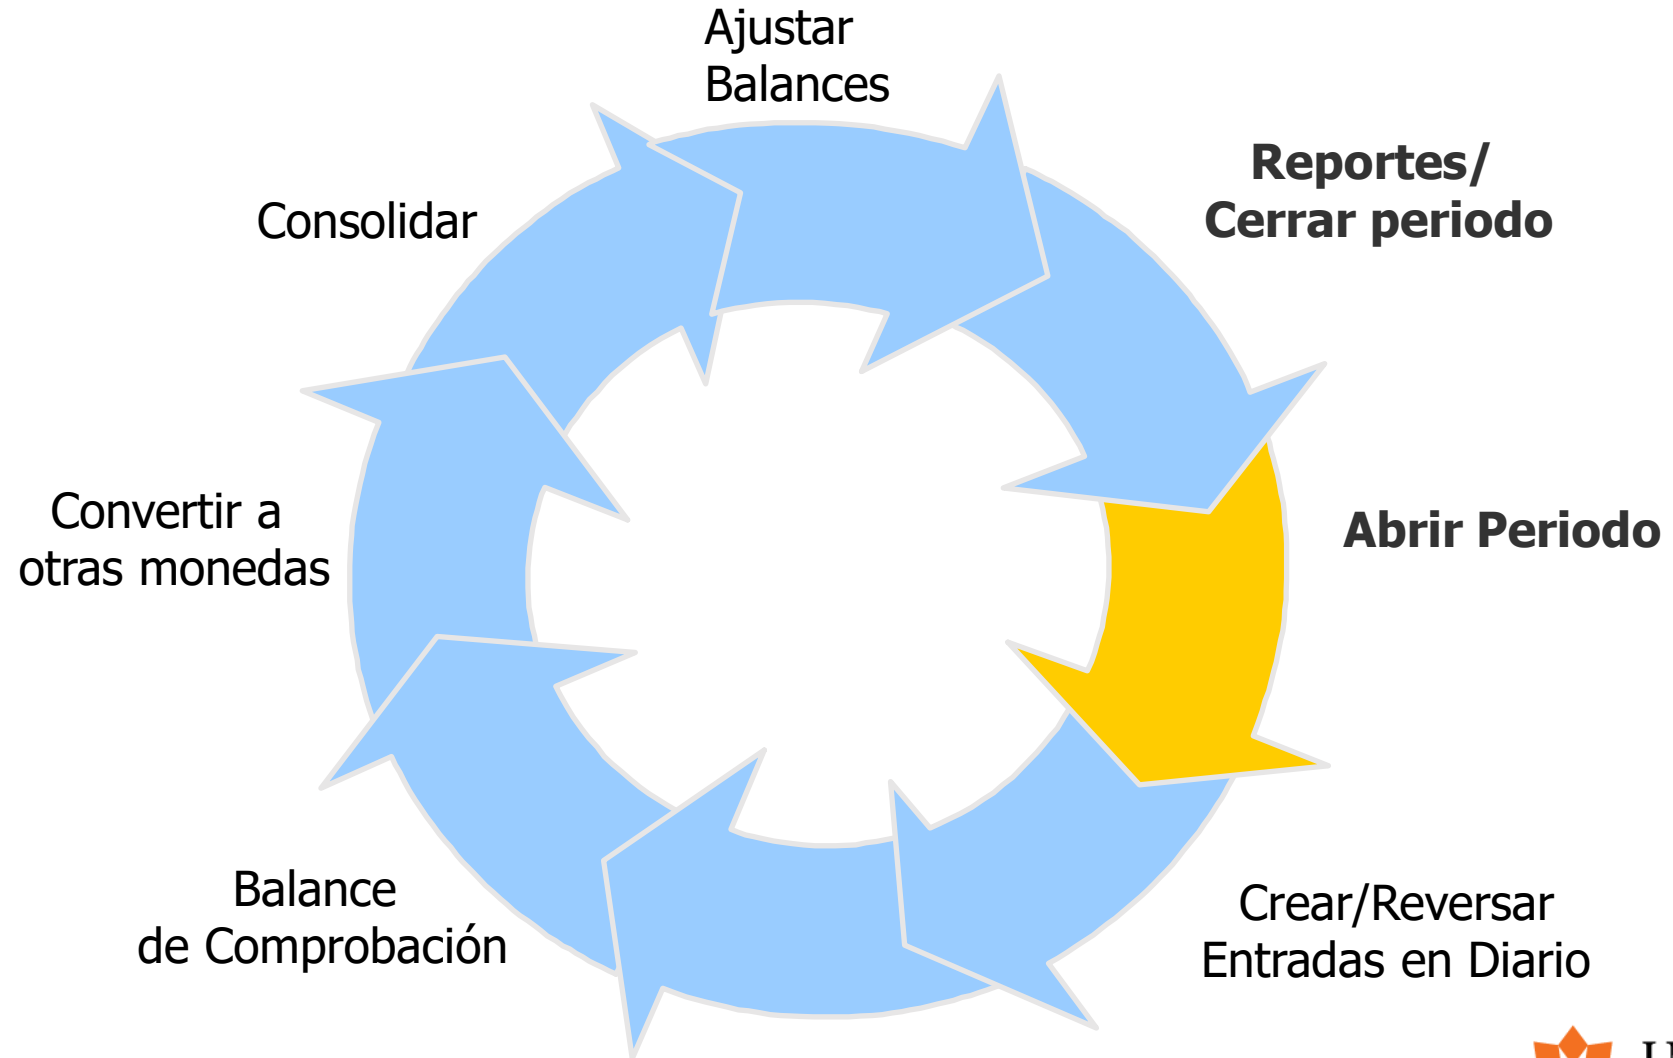 Ajustar
Balances
Reportes/
Cerrar periodo
Consolidar
Convertir a
otras monedas
Abrir Periodo
Balance
de Comprobación
Crear/Reversar
Entradas en Diario